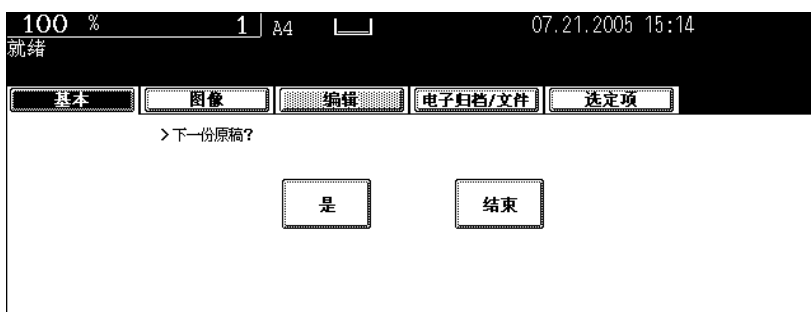 100 % 1 A4 07.21.2005 15:14
就绪
基本 图像 编辑 电子归档/文件 选定项
>下一份原稿?
是 结束